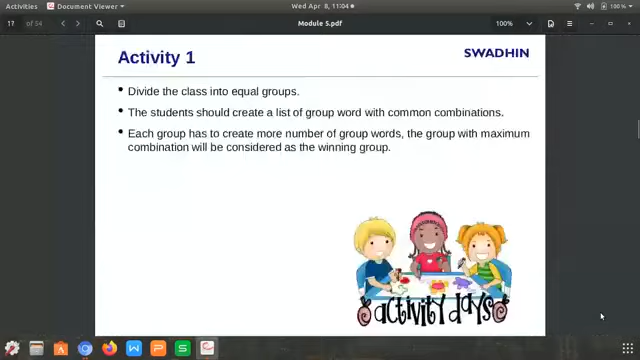 Activities Document Viewer Wed Apr 8, 11:04 100 %
17 of 54 Module 5.pdf 100%
Activity 1 SWADHIN
• Divide the class into equal groups.
• The students should create a list of group word with common combinations.
• Each group has to create more number of group words, the group with maximum
combination will be considered as the winning group.
activity days